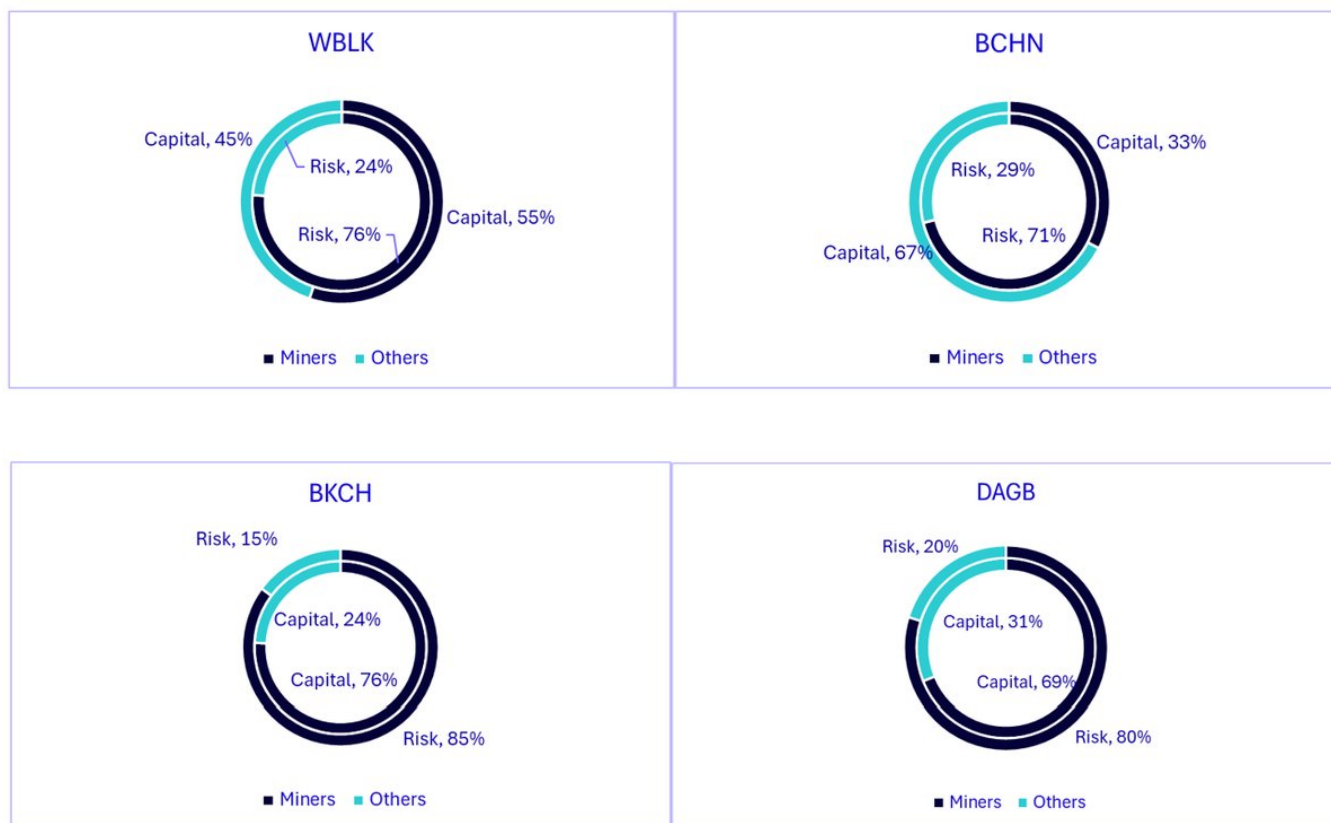 WBLK
Capital, 45%
Risk, 24%
Risk, 76%
Capital, 55%
Miners Others
BCHN
Capital, 33%
Risk, 29%
Risk, 71%
Capital, 67%
Miners Others
BKCH
Risk, 15%
Capital, 24%
Capital, 76%
Risk, 85%
Miners Others
DAGB
Risk, 20%
Capital, 31%
Capital, 69%
Risk, 80%
Miners Others